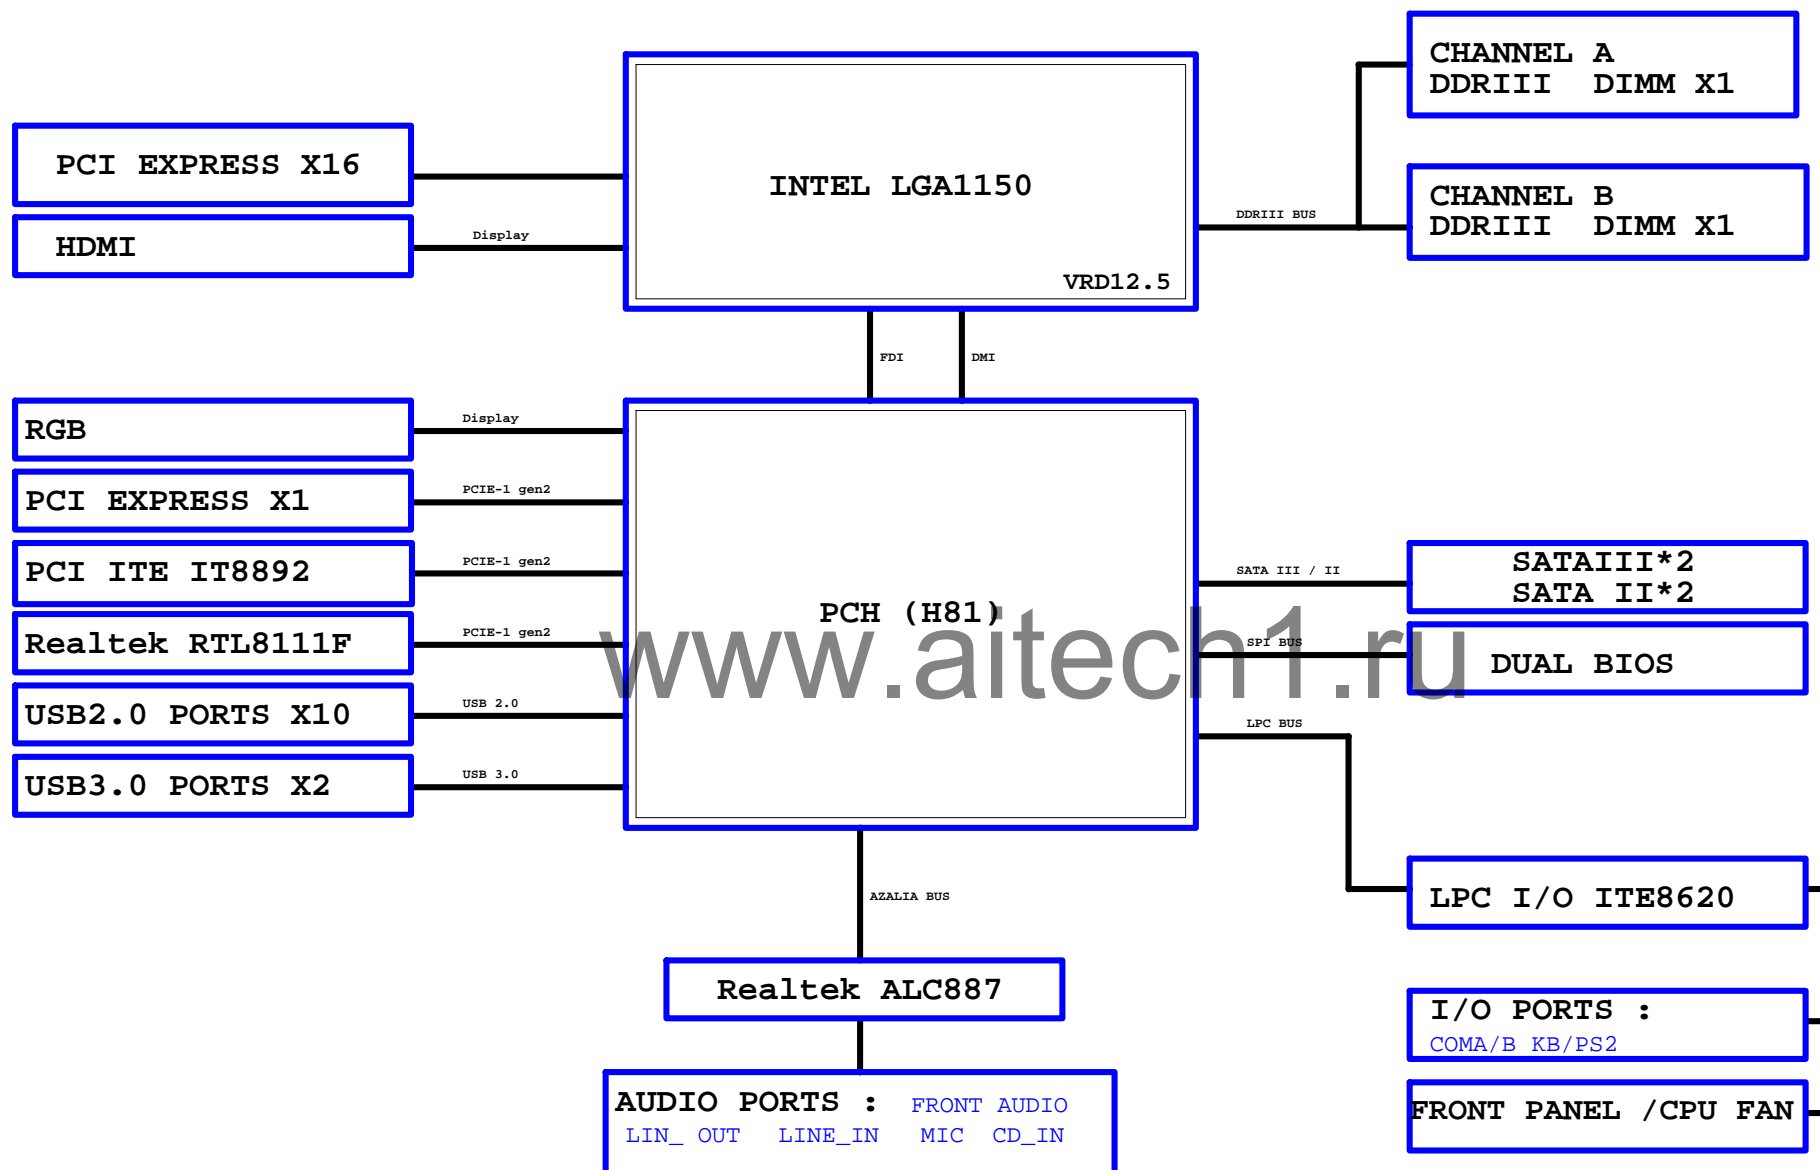 CHANNEL A
DDRIII DIMM X1
PCI EXPRESS X16
INTEL LGA1150
CHANNEL B
DDRIII DIMM X1
DDRIII BUS
HDMI
Display
VRD12.5
FDI
DMI
RGB
Display
PCI EXPRESS X1
PCIE-1 gen2
PCI ITE IT8892
PCIE-1 gen2
SATA III / II
SATAIII*2
SATA II*2
PCH (H81)
Realtek RTL8111F
PCIE-1 gen2
www.aitech1.ru
SPI BUS
DUAL BIOS
USB2.0 PORTS X10
USB 2.0
LPC BUS
USB3.0 PORTS X2
USB 3.0
AZALIA BUS
LPC I/O ITE8620
Realtek ALC887
I/O PORTS :
COMA/B KB/PS2
AUDIO PORTS : FRONT AUDIO
LIN_ OUT LINE_IN MIC CD_IN
FRONT PANEL /CPU FAN